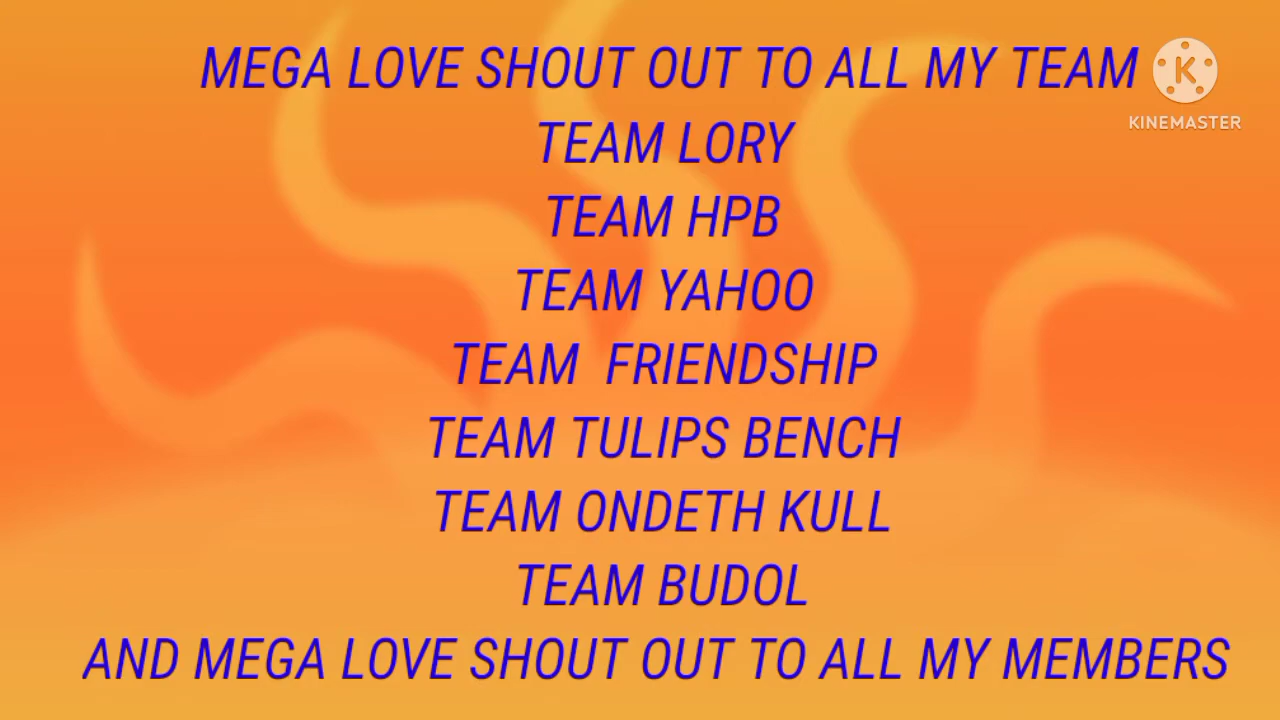 MEGA LOVE SHOUT OUT TO ALL MY TEAM
K
KINEMASTER
TEAM LORY
TEAM HPB
TEAM YAHOO
TEAM FRIENDSHIP
TEAM TULIPS BENCH
TEAM ONDETH KULL
TEAM BUDOL
AND MEGA LOVE SHOUT OUT TO ALL MY MEMBERS